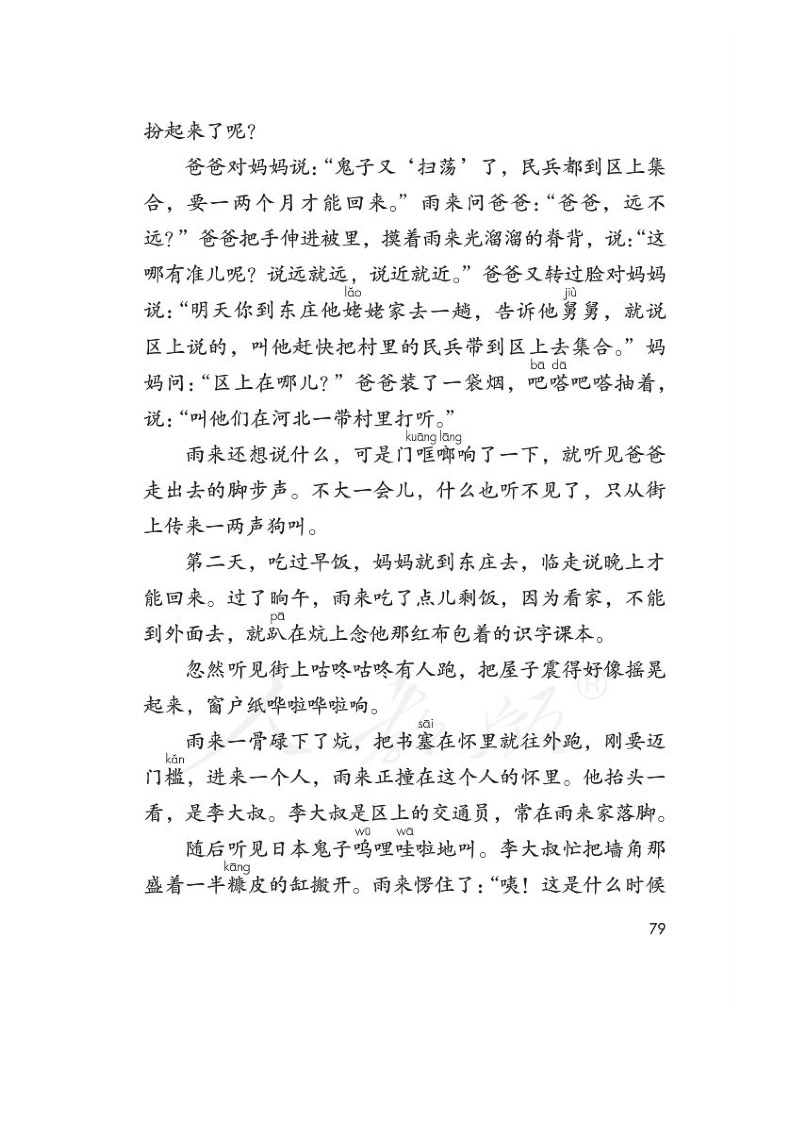 扮起来了呢？
爸爸对妈妈说：“鬼子又‘扫荡’了，民兵都到区上集
合，要一两个月才能回来。”雨来问爸爸：“爸爸，远不
远？”爸爸把手伸进被里，摸着雨来光溜溜的脊背，说：“这
哪有准儿呢？说远就远，说近就近。”爸爸又转过脸对妈妈
lǎo jiù
说：“明天你到东庄他姥姥家去一趟，告诉他舅舅，就说
区上说的，叫他赶快把村里的民兵带到区上去集合。”妈
bā dā
妈问：“区上在哪儿？”爸爸装了一袋烟，吧嗒吧嗒抽着，
说：“叫他们在河北一带村里打听。”
kuāng lāng
雨来还想说什么，可是门哐啷响了一下，就听见爸爸
走出去的脚步声。不大一会儿，什么也听不见了，只从街
上传来一两声狗叫。
第二天，吃过早饭，妈妈就到东庄去，临走说晚上才
能回来。过了晌午，雨来吃了点儿剩饭，因为看家，不能
pā
到外面去，就趴在炕上念他那红布包着的识字课本。
忽然听见街上咕咚咕咚有人跑，把屋子震得好像摇晃
起来，窗户纸哗啦哗啦响。
sāi
雨来一骨碌下了炕，把书塞在怀里就往外跑，刚要迈
kǎn
门槛，进来一个人，雨来正撞在这个人的怀里。他抬头一
看，是李大叔。李大叔是区上的交通员，常在雨来家落脚。
wū wā
随后听见日本鬼子呜哩哇啦地叫。李大叔忙把墙角那
kāng
盛着一半糠皮的缸搬开。雨来愣住了：“咦！这是什么时候
79
人教师®